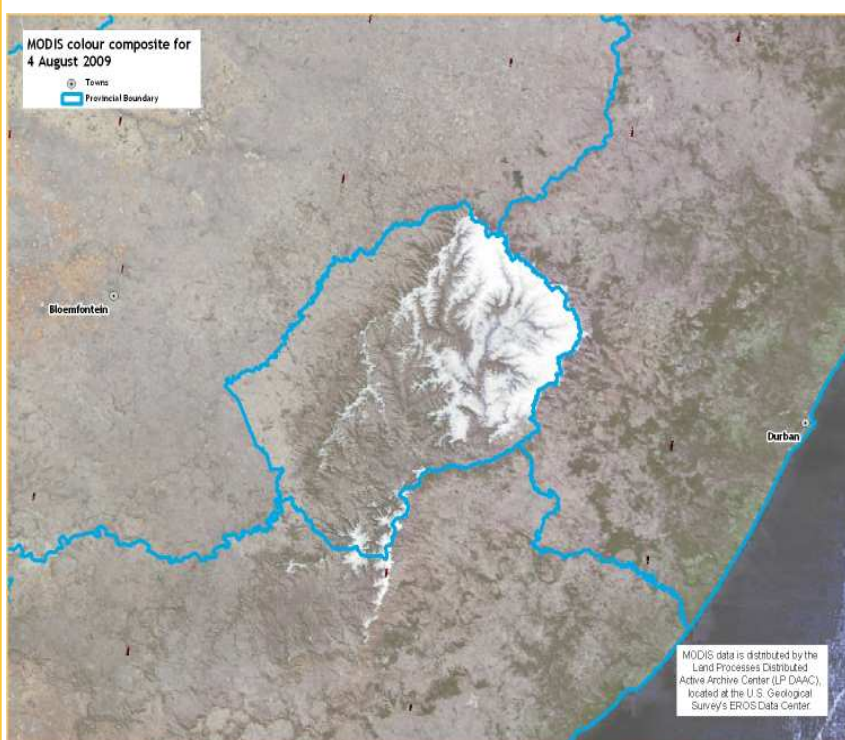 MODIS colour composite for
4 August 2009
Towns
Provincial Boundary
Bloemfontein
Durban
MODIS data is distributed by the
Land Processes Distributed
Active Archive Center (LP DAAC),
located at the U.S. Geological
Survey's EROS Data Center.